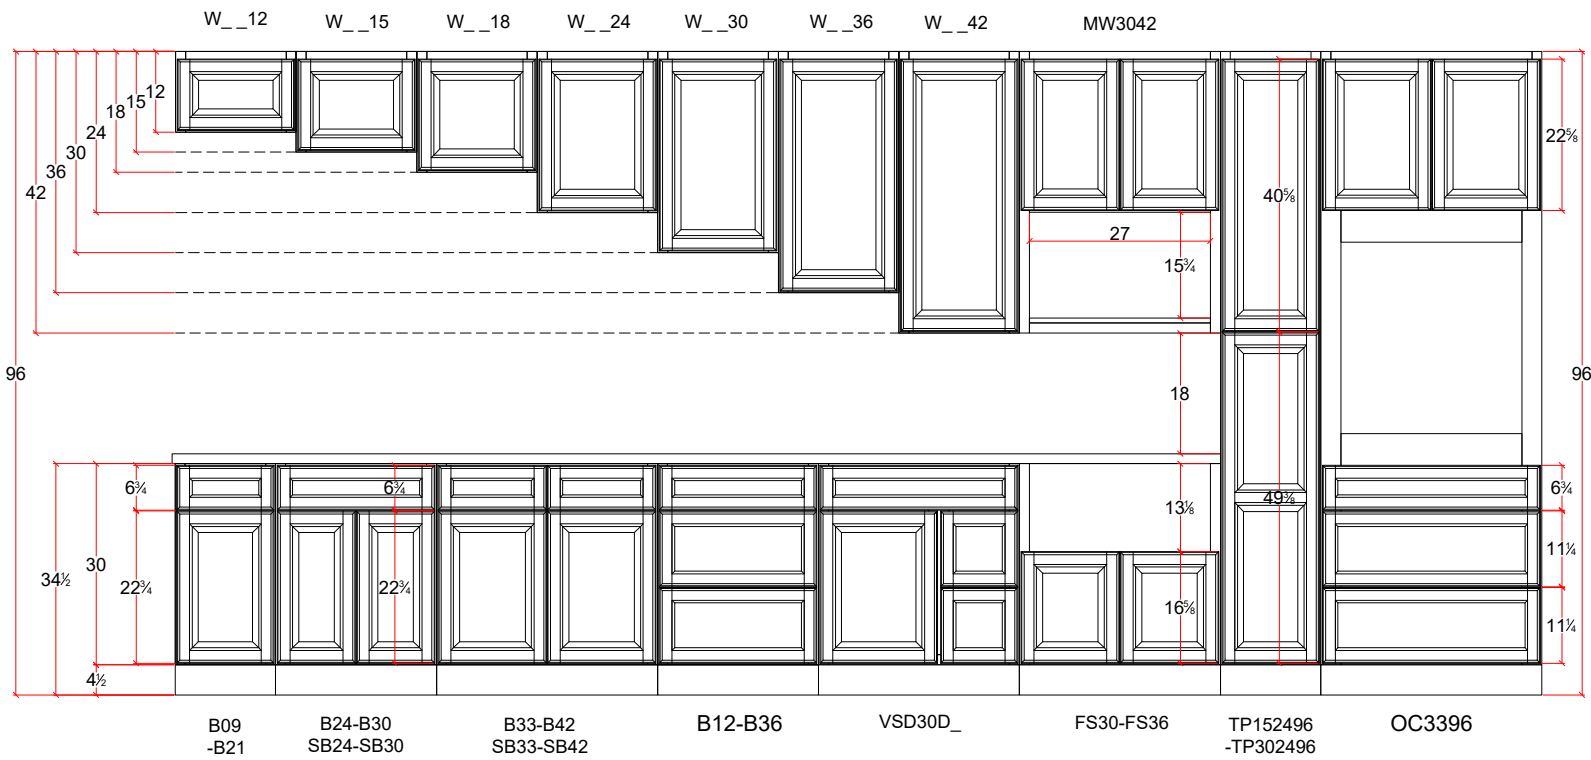 W_ _12
W_ _15
W_ _18
W_ _24
W_ _30
W_ _36
W_ _42
MW3042
12
15
18
24
30
36
42
96
22⅝
40⅝
27
15¾
96
18
6¾
6¾
49⅜
13⅛
6¾
30
34½
22¾
22¾
16⅝
11¼
11¼
4½
B09
-B21
B24-B30
SB24-SB30
B33-B42
SB33-SB42
B12-B36
VSD30D_
FS30-FS36
TP152496
-TP302496
OC3396